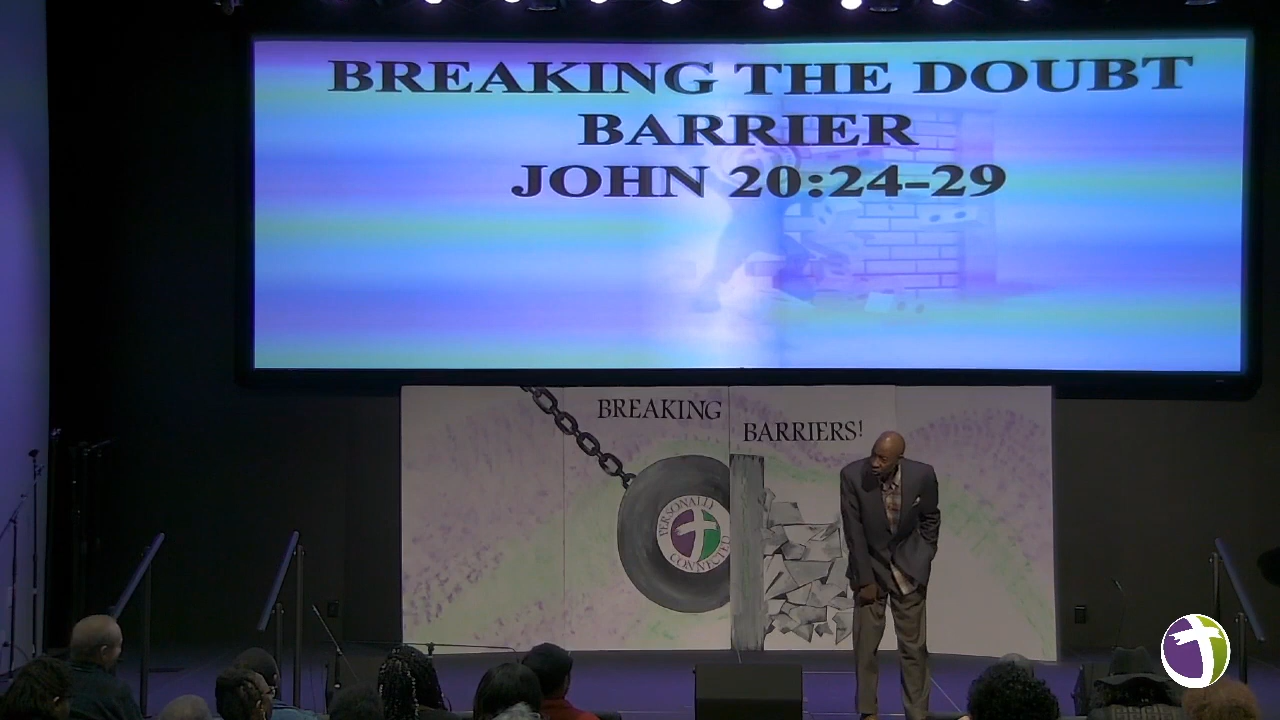 BREAKING THE DOUBT
BARRIER
JOHN 20:24-29
BREAKING
BARRIERS!
PERSONALLY
CONNECTED